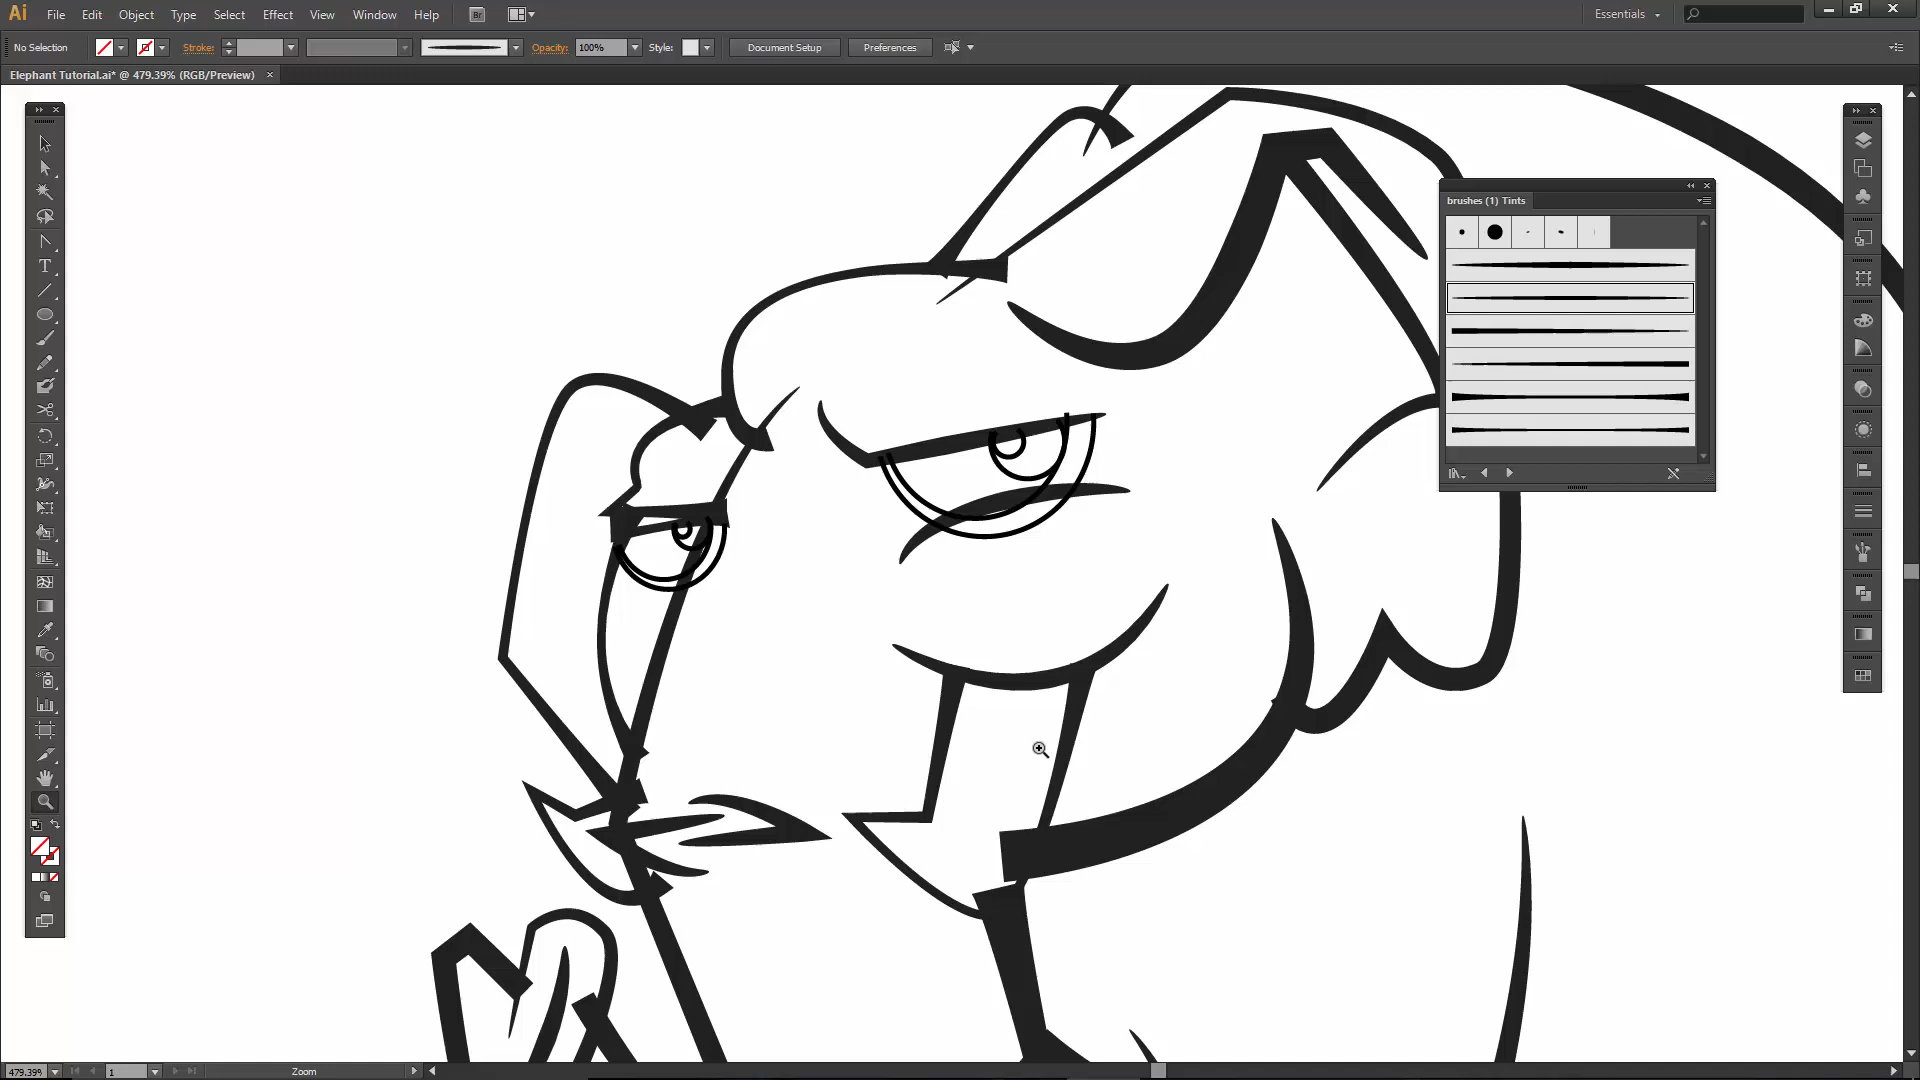 Ai File Edit Object Type Select Effect View Window Help Br Essentials
No Selection Stroke: Opacity: 100% Style: Document Setup Preferences
Elephant Tutorial.ai* @ 479.39% (RGB/Preview)
brushes (1) Tints
479.39% 1 Zoom